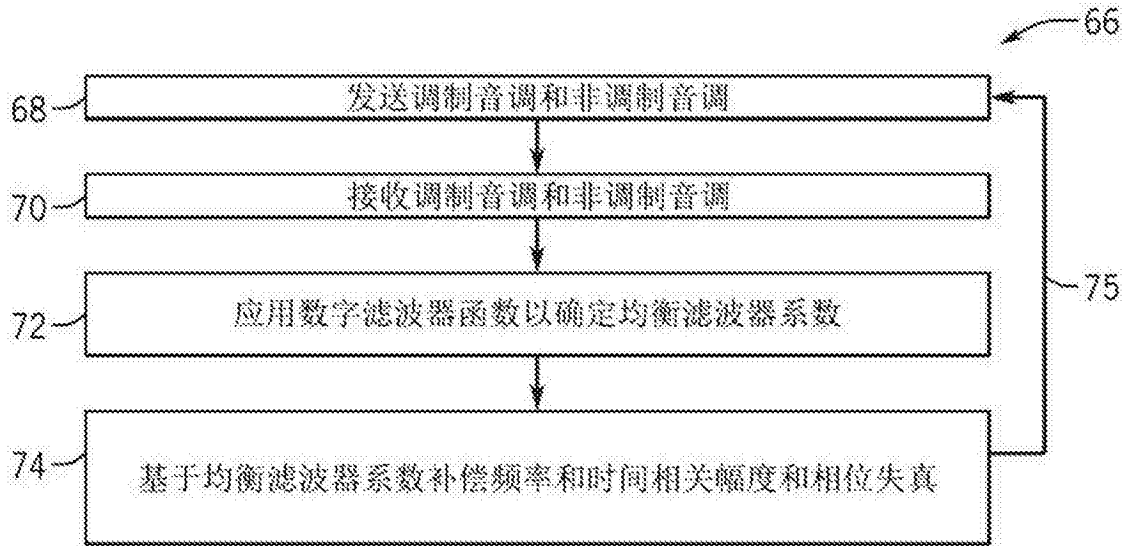 66
68
发送调制音调和非调制音调
70
接收调制音调和非调制音调
72
应用数字滤波器函数以确定均衡滤波器系数
75
74
基于均衡滤波器系数补偿频率和时间相关幅度和相位失真